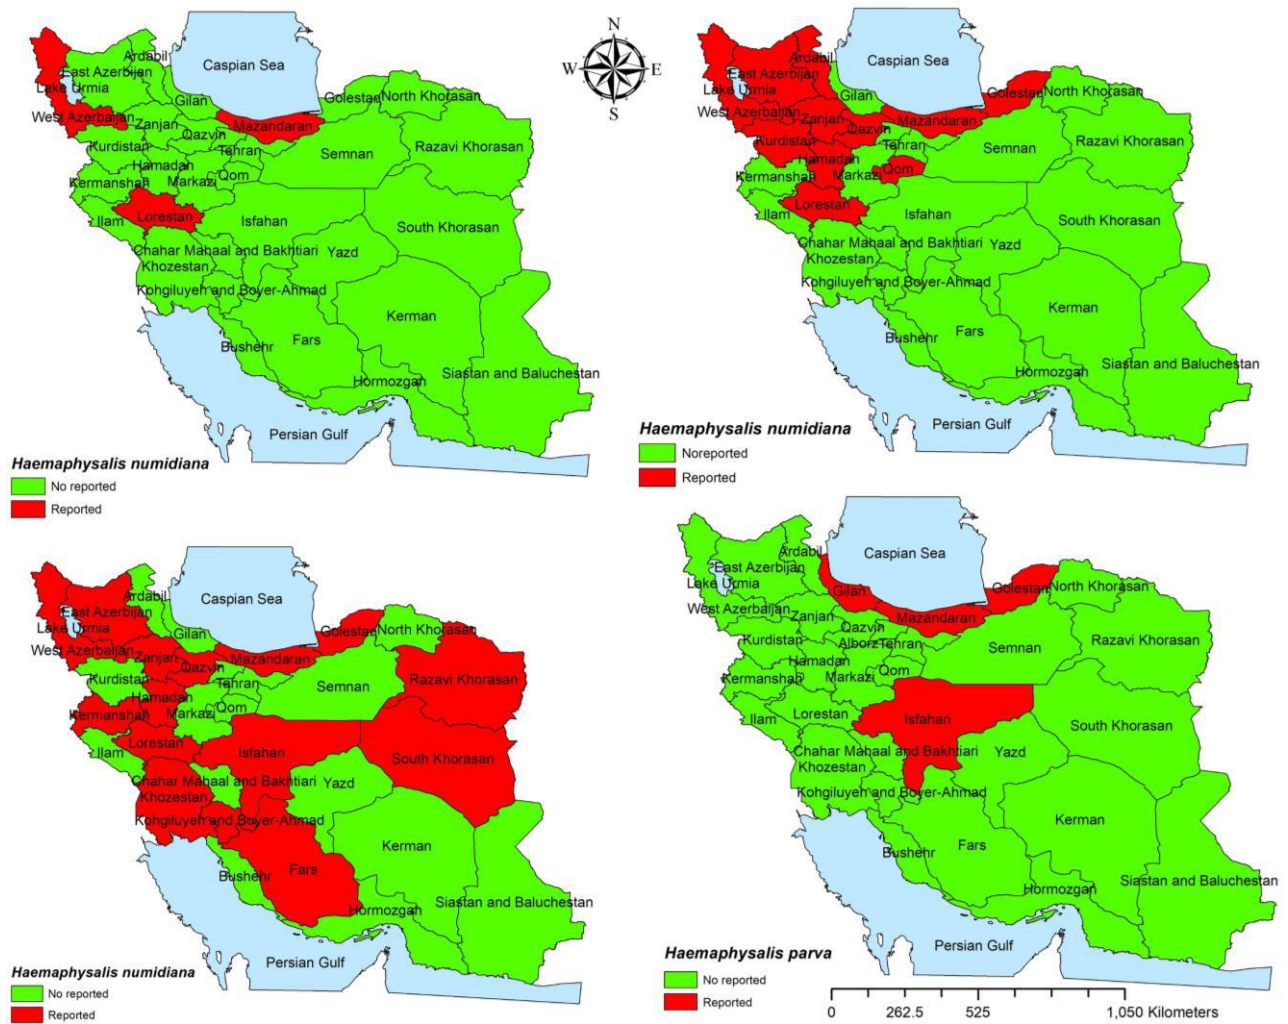 Caspian Sea
Ardabil
East Azerbijan
Lake Urmia
West Azerbaijan
Gilan
Golestan
North Khorasan
Mazandaran
Zanjan
Qazvin
Kurdistan
Tehran
Semnan
Razavi Khorasan
Hamadan
Qom
Kermanshah
Markazi
Lorestan
Ilam
Isfahan
South Khorasan
Chahar Mahaal and Bakhtiari
Yazd
Khozestan
Kohgiluyeh and Boyer-Ahmad
Kerman
Fars
Bushehr
Hormozgan
Siastan and Baluchestan
Persian Gulf
Haemaphysalis numidiana
No reported
Reported
N
W
E
S
Caspian Sea
Ardabil
East Azerbijan
Lake Urmia
West Azerbaijan
Gilan
Golestan
North Khorasan
Mazandaran
Zanjan
Qazvin
Kurdistan
Tehran
Semnan
Razavi Khorasan
Hamadan
Qom
Kermanshah
Markazi
Lorestan
Ilam
Isfahan
South Khorasan
Chahar Mahaal and Bakhtiari
Yazd
Khozestan
Kohgiluyeh and Boyer-Ahmad
Kerman
Fars
Bushehr
Hormozgan
Siastan and Baluchestan
Persian Gulf
Haemaphysalis numidiana
Noreported
Reported
Caspian Sea
Ardabil
East Azerbijan
Lake Urmia
West Azerbaijan
Gilan
Golestan
North Khorasan
Mazandaran
Zanjan
Qazvin
Kurdistan
Tehran
Semnan
Razavi Khorasan
Hamadan
Qom
Kermanshah
Markazi
Lorestan
Ilam
Isfahan
South Khorasan
Chahar Mahaal and Bakhtiari
Yazd
Khozestan
Kohgiluyeh and Boyer-Ahmad
Kerman
Fars
Bushehr
Hormozgan
Siastan and Baluchestan
Persian Gulf
Haemaphysalis numidiana
No reported
Reported
Caspian Sea
Ardabil
East Azerbijan
Lake Urmia
West Azerbaijan
Gilan
Golestan
North Khorasan
Mazandaran
Zanjan
Qazvin
Kurdistan
Alborz
Tehran
Semnan
Razavi Khorasan
Hamadan
Qom
Kermanshah
Markazi
Lorestan
Ilam
Isfahan
South Khorasan
Chahar Mahaal and Bakhtiari
Yazd
Khozestan
Kohgiluyeh and Boyer-Ahmad
Kerman
Fars
Bushehr
Hormozgan
Siastan and Baluchestan
Persian Gulf
Haemaphysalis parva
No reported
Reported
0 262.5 525 1,050 Kilometers